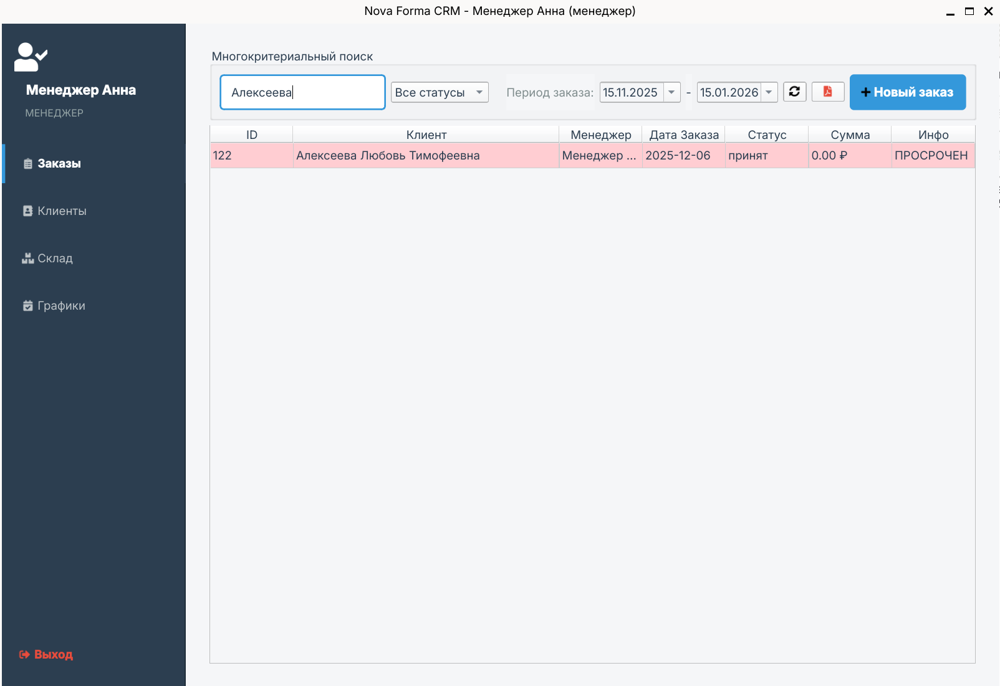 Nova Forma CRM - Менеджер Анна (менеджер)
Менеджер Анна
МЕНЕДЖЕР
Заказы
Клиенты
Склад
Графики
Выход
Многокритериальный поиск
Алексеева Все статусы Период заказа: 15.11.2025 - 15.01.2026 + Новый заказ
ID Клиент Менеджер Дата Заказа Статус Сумма Инфо
122 Алексеева Любовь Тимофеевна Менеджер ... 2025-12-06 принят 0.00 ₽ ПРОСРОЧЕН